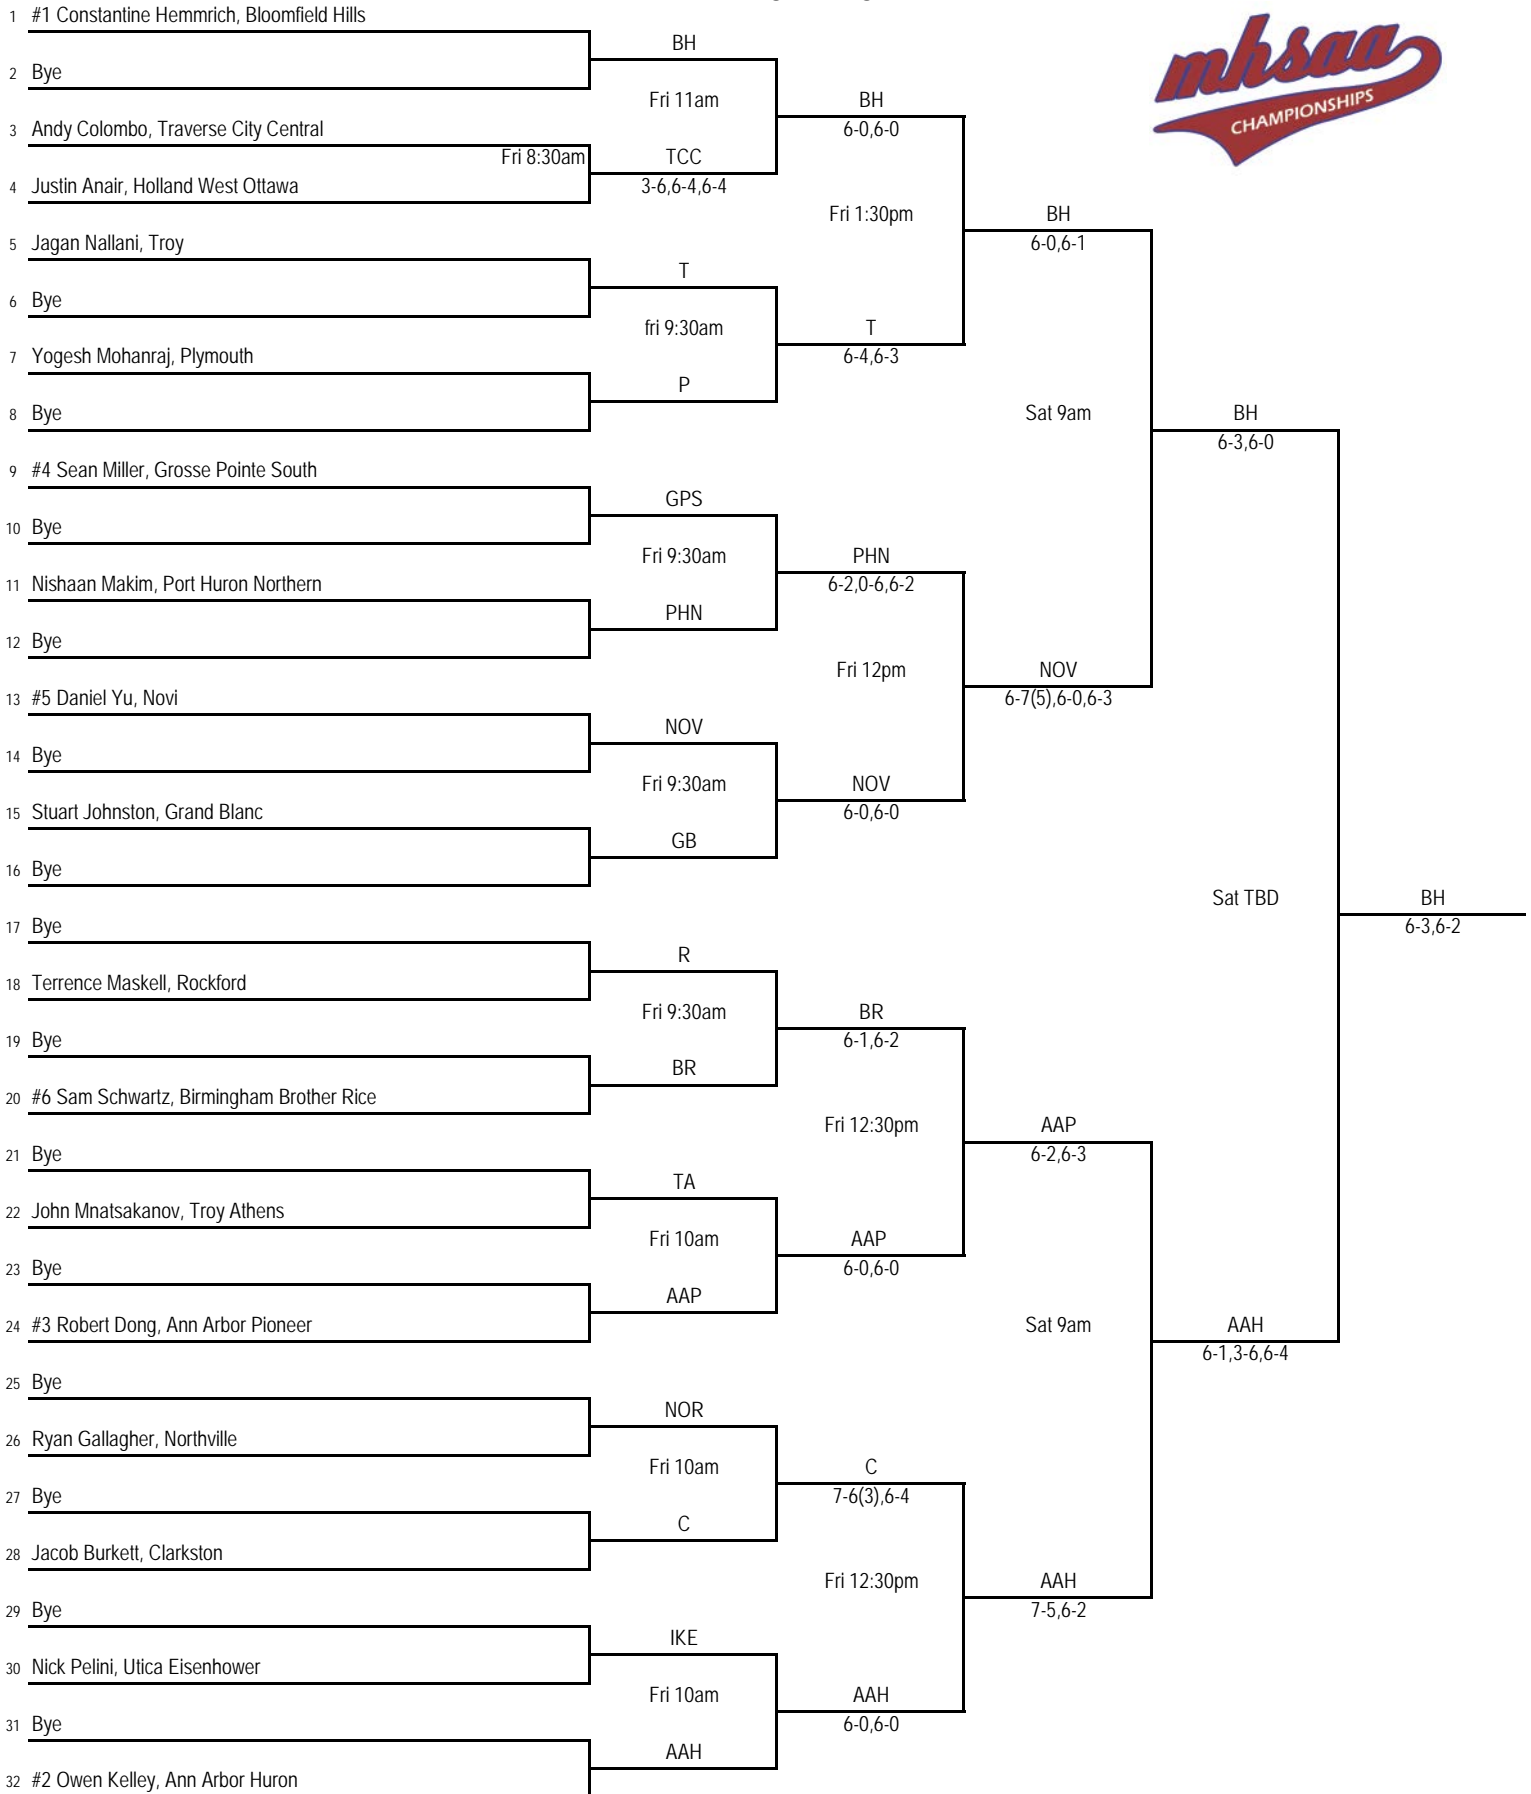 1 #1 Constantine Hemmrich, Bloomfield Hills
BH
2 Bye
Fri 11am
BH
6-0,6-0
3 Andy Colombo, Traverse City Central
Fri 8:30am
TCC
3-6,6-4,6-4
4 Justin Anair, Holland West Ottawa
Fri 1:30pm
BH
6-0,6-1
5 Jagan Nallani, Troy
T
6 Bye
fri 9:30am
T
6-4,6-3
7 Yogesh Mohanraj, Plymouth
P
8 Bye
Sat 9am
BH
6-3,6-0
9 #4 Sean Miller, Grosse Pointe South
GPS
10 Bye
Fri 9:30am
PHN
6-2,0-6,6-2
11 Nishaan Makim, Port Huron Northern
PHN
12 Bye
Fri 12pm
NOV
6-7(5),6-0,6-3
13 #5 Daniel Yu, Novi
NOV
14 Bye
Fri 9:30am
NOV
6-0,6-0
15 Stuart Johnston, Grand Blanc
GB
16 Bye
Sat TBD
BH
6-3,6-2
17 Bye
R
18 Terrence Maskell, Rockford
Fri 9:30am
BR
6-1,6-2
19 Bye
BR
20 #6 Sam Schwartz, Birmingham Brother Rice
Fri 12:30pm
AAP
6-2,6-3
21 Bye
TA
22 John Mnatsakanov, Troy Athens
Fri 10am
AAP
6-0,6-0
23 Bye
AAP
24 #3 Robert Dong, Ann Arbor Pioneer
Sat 9am
AAH
6-1,3-6,6-4
25 Bye
NOR
26 Ryan Gallagher, Northville
Fri 10am
C
7-6(3),6-4
27 Bye
C
28 Jacob Burkett, Clarkston
Fri 12:30pm
AAH
7-5,6-2
29 Bye
IKE
30 Nick Pelini, Utica Eisenhower
Fri 10am
AAH
6-0,6-0
31 Bye
AAH
32 #2 Owen Kelley, Ann Arbor Huron
mhsaa
CHAMPIONSHIPS